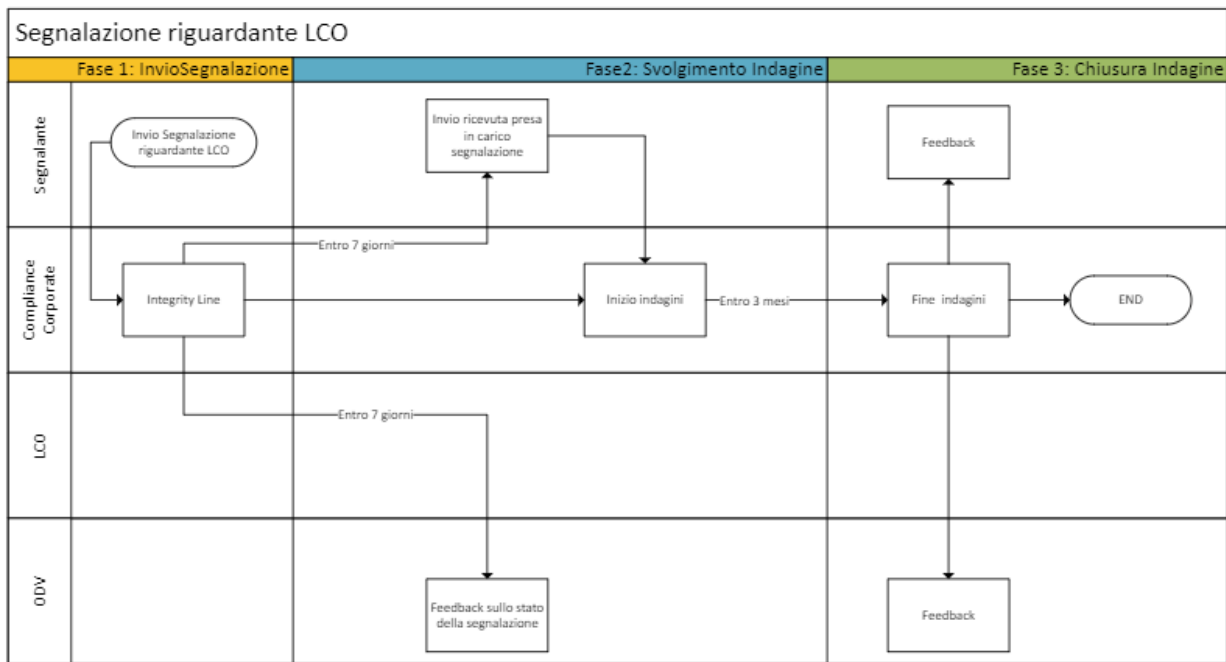 Segnalazione riguardante LCO
Fase 1: InvioSegnalazione
Fase2: Svolgimento Indagine
Fase 3: Chiusura Indagine
Segnalante
Invio Segnalazione
riguardante LCO
Invio ricevuta presa
in carico
segnalazione
Feedback
Compliance
Corporate
Entro 7 giorni
Integrity Line
Inizio indagini
Entro 3 mesi
Fine indagini
END
LCO
Entro 7 giorni
ODV
Feedback sullo stato
della segnalazione
Feedback